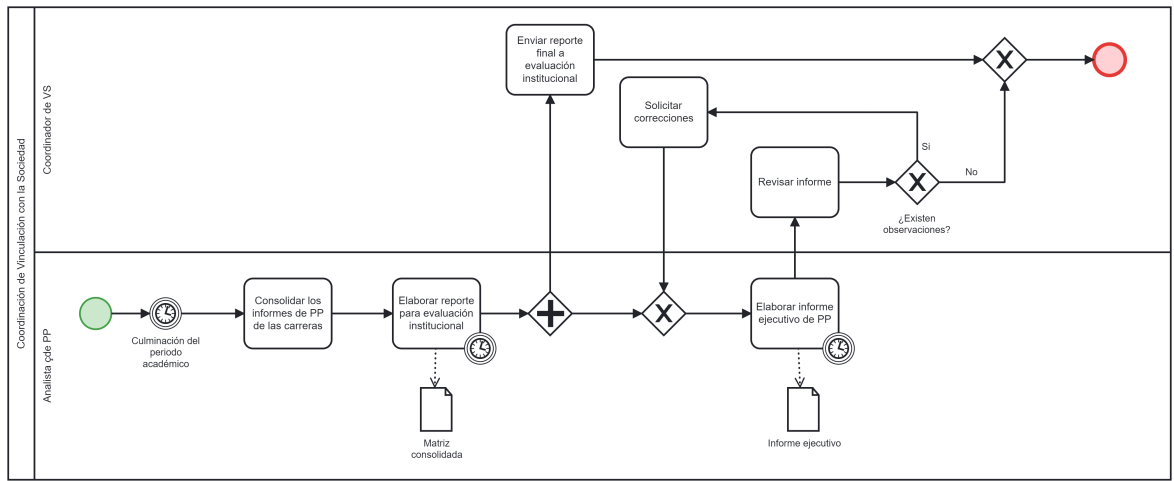 Coordinación de Vinculación con la Sociedad
Coordinador de VS
Enviar reporte
final a
evaluación
institucional
Solicitar
correcciones
Revisar informe
Si
No
¿Existen
observaciones?
Analista çde PP
Culminación del
periodo
académico
Consolidar los
informes de PP
de las carreras
Elaborar reporte
para evaluación
institucional
Elaborar informe
ejecutivo de PP
Matriz
consolidada
Informe ejecutivo